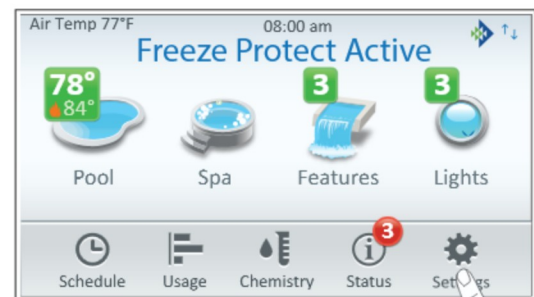 Air Temp 77°F 08:00 am
Freeze Protect Active
78° 3 3
84°
Pool Spa Features Lights
3
Schedule Usage Chemistry Status Settings